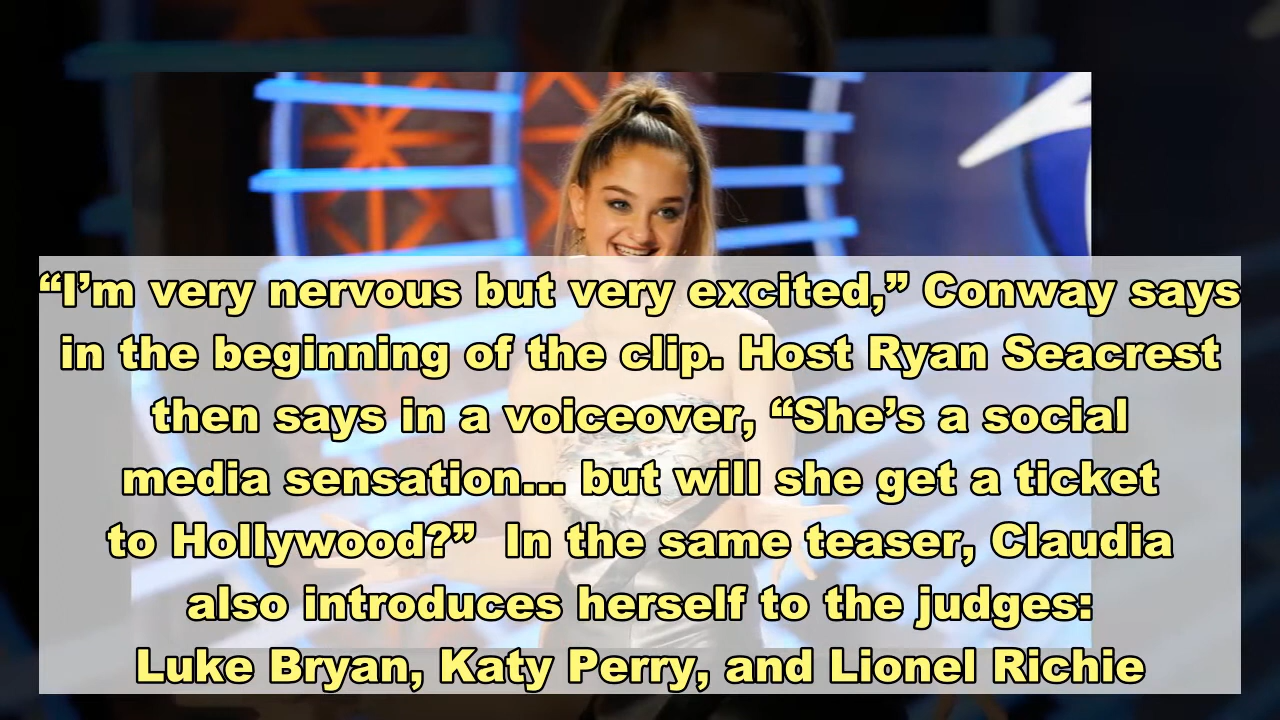 “I’m very nervous but very excited,” Conway says
in the beginning of the clip. Host Ryan Seacrest
then says in a voiceover, “She’s a social
media sensation... but will she get a ticket
to Hollywood?”  In the same teaser, Claudia
also introduces herself to the judges:
Luke Bryan, Katy Perry, and Lionel Richie